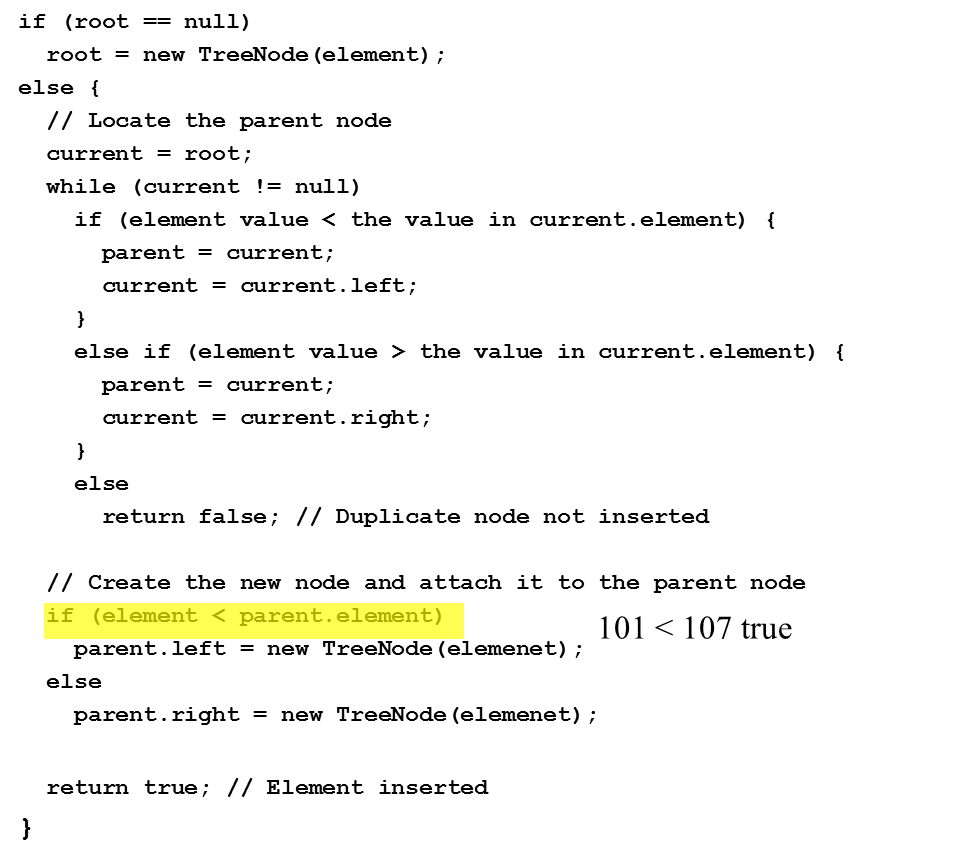 if (root == null)
root = new TreeNode(element);
else {
// Locate the parent node
current = root;
while (current != null)
if (element value < the value in current.element) {
parent = current;
current = current.left;
}
else if (element value > the value in current.element) {
parent = current;
current = current.right;
}
else
return false; // Duplicate node not inserted
// Create the new node and attach it to the parent node
if (element < parent.element)
101 < 107 true
parent.left = new TreeNode(elemenet);
else
parent.right = new TreeNode(elemenet);
return true; // Element inserted
}